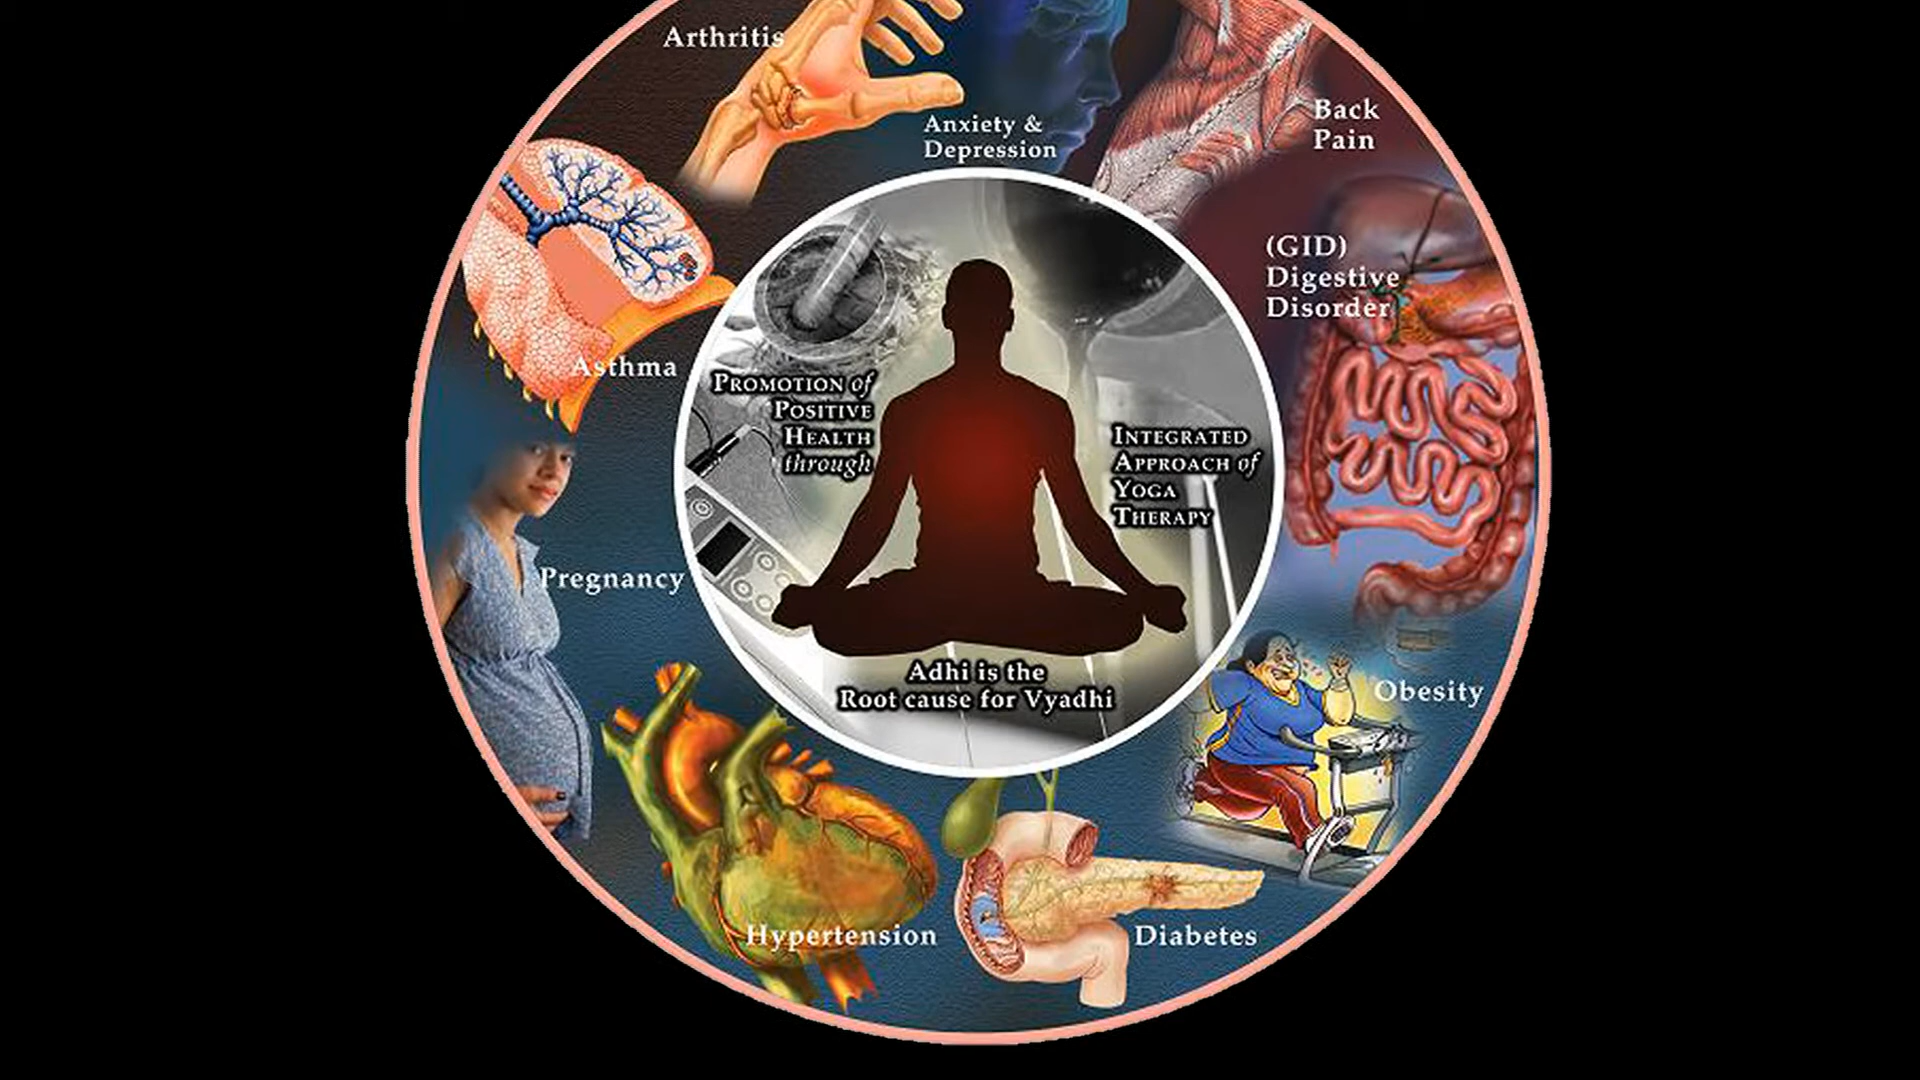 Arthritis
Anxiety &
Depression
Back
Pain
(GID)
Digestive
Disorder
Asthma
PROMOTION of
POSITIVE
HEALTH
through
INTEGRATED
APPROACH of
YOGA
THERAPY
Pregnancy
Adhi is the
Root cause for Vyadhi
Obesity
Hypertension
Diabetes